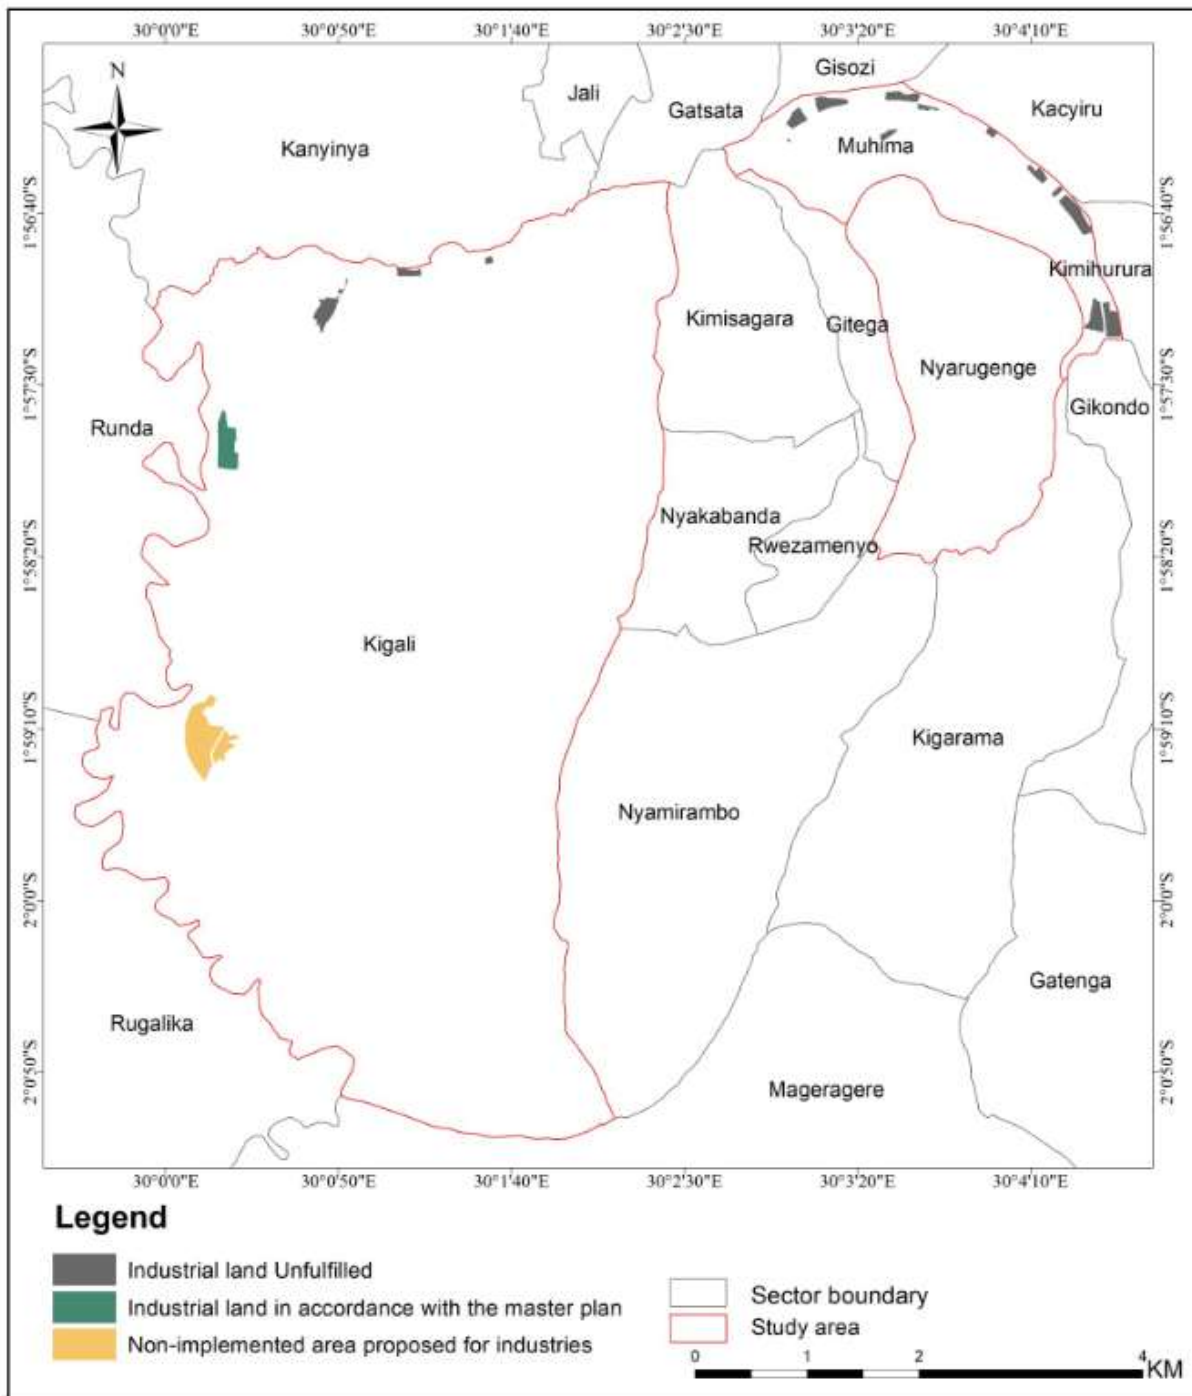 30°0'0"E 30°0'50"E 30°1'40"E 30°2'30"E 30°3'20"E 30°4'10"E
N
Gisozi
Jali
Gatsata
Kacyiru
Kanyinya
Muhima
1°56'40"S
1°56'40"S
Kimihurura
Kimisagara
Gitega
Nyarugenge
1°57'30"S
1°57'30"S
Gikondo
Runda
Nyakabanda
Rwezamenyo
1°58'20"S
1°58'20"S
Kigali
1°59'10"S
1°59'10"S
Kigarama
Nyamirambo
2°0'0"S
2°0'0"S
Gatenga
Rugalika
2°0'50"S
2°0'50"S
Mageragere
30°0'0"E 30°0'50"E 30°1'40"E 30°2'30"E 30°3'20"E 30°4'10"E
Legend
Industrial land Unfulfilled
Industrial land in accordance with the master plan
Non-implemented area proposed for industries
Sector boundary
Study area
0 1 2 4
KM